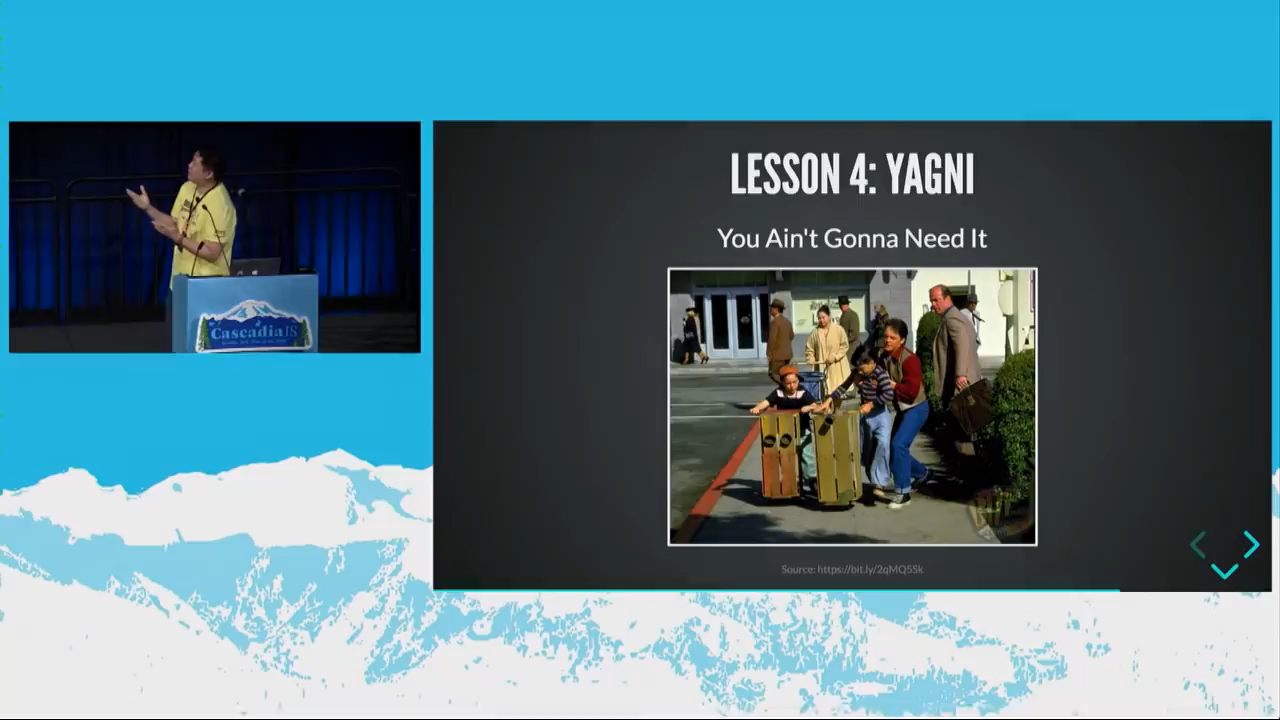 LESSON 4: YAGNI
You Ain't Gonna Need It
Source: https://bit.ly/2qMQ5Sk
CascadiaJS